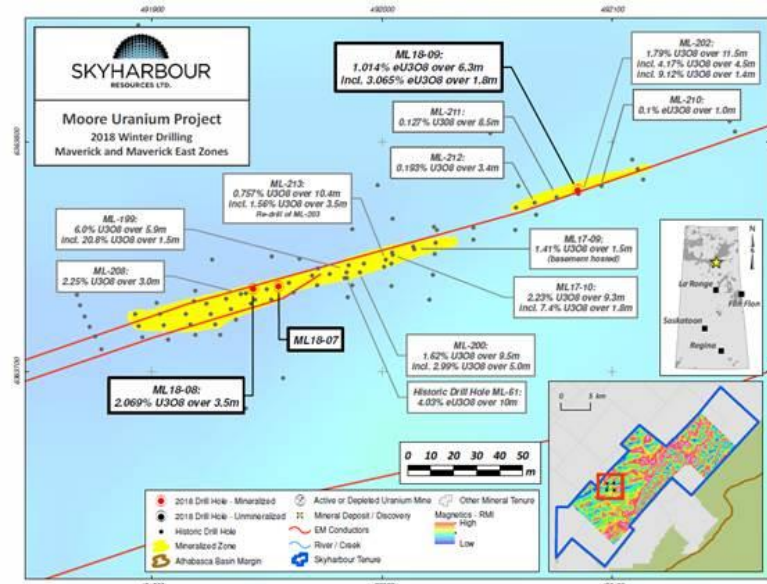 491900
492000
492100
SKYHARBOUR
RESOURCES LTD.
Moore Uranium Project
2018 Winter Drilling
Maverick and Maverick East Zones
ML18-09:
1.014% eU3O8 over 6.3m
Incl. 3.065% eU3O8 over 1.8m
ML-202:
1.79% U3O8 over 11.5m
Incl. 4.17% U3O8 over 4.5m
Incl. 9.12% U3O8 over 1.4m
ML-211:
0.127% U3O8 over 8.5m
ML-210:
0.1% eU3O8 over 1.0m
6363800
ML-212:
0.193% U3O8 over 3.4m
ML-213:
0.757% U3O8 over 10.4m
Incl. 1.56% U3O8 over 3.5m
Re-drill of ML-203
ML-199:
6.0% U3O8 over 5.9m
Incl. 20.8% U3O8 over 1.5m
ML-208:
2.25% U3O8 over 3.0m
ML17-09:
1.41% U3O8 over 1.5m
(basement hosted)
ML17-10:
2.23% U3O8 over 9.3m
Incl 7.4% U3O8 over 1.8m
N
La Ronge
Flin Flon
Saskatoon
Regina
ML18-07
ML-200:
1.62% U3O8 over 9.5m
Incl. 2.99% U3O8 over 5.0m
6363700
ML18-08:
2.069% U3O8 over 3.5m
Historic Drill Hole ML-61:
4.03% eU3O8 over 10m
0 5 km
0 10 20 30 40 50
m
2018 Drill Hole - Mineralized
2018 Drill Hole - Unmineralized
Historic Drill Hole
Mineralized Zone
Athabasca Basin Margin
Active or Depleted Uranium Mine
Mineral Deposit / Discovery
EM Conductors
River / Creek
Skyharbour Tenure
Other Mineral Tenure
Magnetics - RMI
High
Low